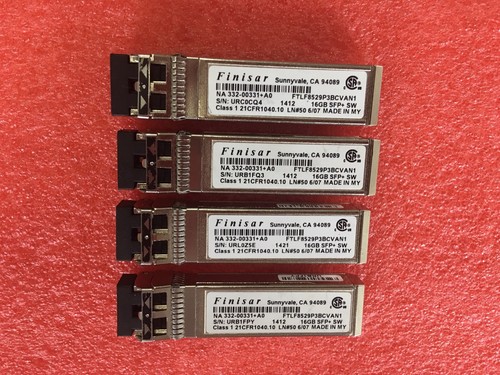 Finisar Sunnyvale, CA 94089
NA 332-00331+A0 FTLF8529P3BCVAN1
S/N: URC0CQ4 1412 16GB SFP+ SW
Class 1 21CFR1040.10 LN#50 6/07 MADE IN MY
Finisar Sunnyvale, CA 94089
NA 332-00331+A0 FTLF8529P3BCVAN1
S/N: URB1FQ3 1412 16GB SFP+ SW
Class 1 21CFR1040.10 LN#50 6/07 MADE IN MY
Finisar Sunnyvale, CA 94089
NA 332-00331+A0 FTLF8529P3BCVAN1
S/N: URL0Z5E 1421 16GB SFP+ SW
Class 1 21CFR1040.10 LN#50 6/07 MADE IN MY
Finisar Sunnyvale, CA 94089
NA 332-00331+A0 FTLF8529P3BCVAN1
S/N: URB1FPY 1412 16GB SFP+ SW
Class 1 21CFR1040.10 LN#50 6/07 MADE IN MY